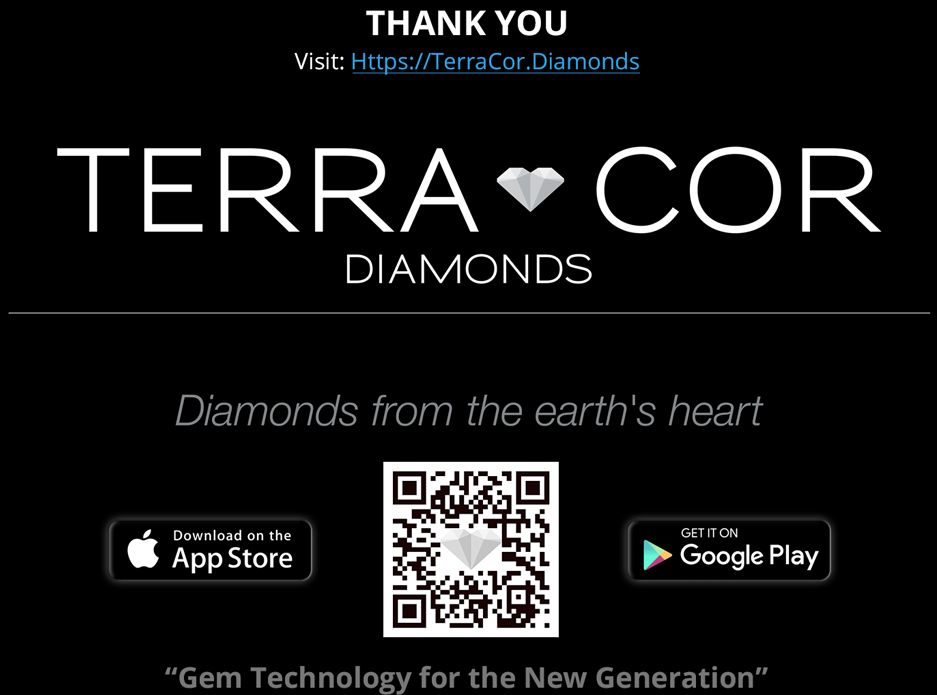 THANK YOU
Visit: Https://TerraCor.Diamonds
TERRA COR
DIAMONDS
Diamonds from the earth's heart
Download on the
App Store
GET IT ON
Google Play
“Gem Technology for the New Generation”